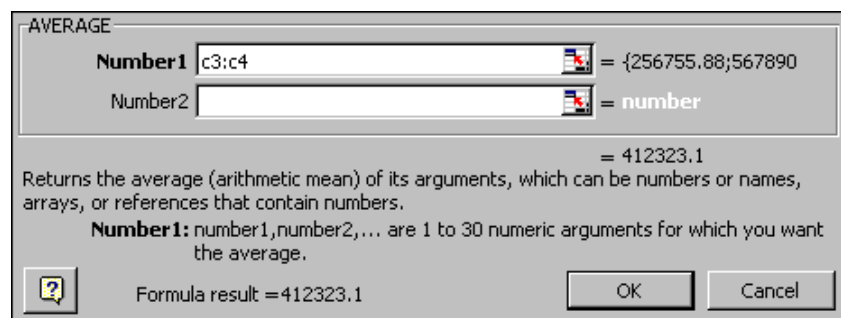 AVERAGE
Number1 c3:c4 = {256755.88;567890
Number2 = number
= 412323.1
Returns the average (arithmetic mean) of its arguments, which can be numbers or names,
arrays, or references that contain numbers.
Number1: number1,number2,... are 1 to 30 numeric arguments for which you want
the average.
? Formula result =412323.1 OK Cancel